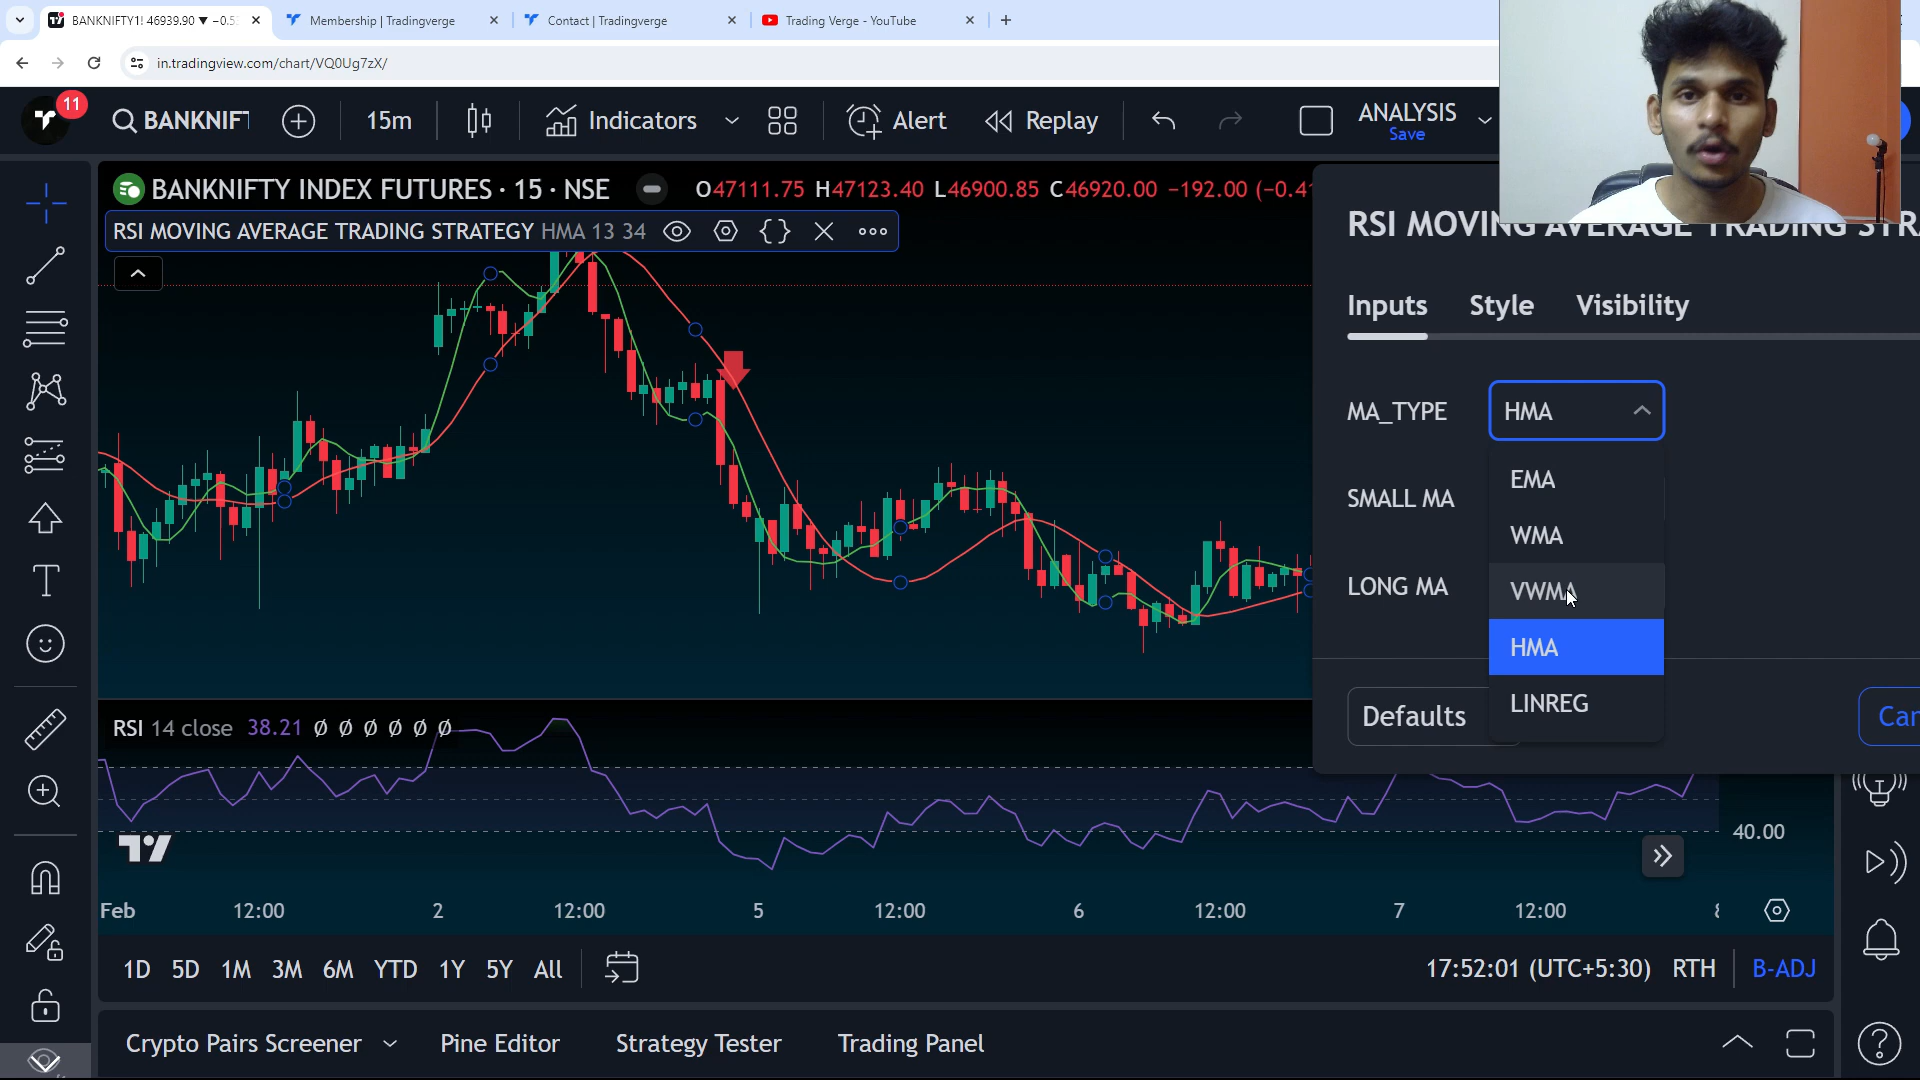 BANKNIFTY1! 46939.90 ▼ −0.5
Membership | Tradingverge
Contact | Tradingverge
Trading Verge - YouTube
in.tradingview.com/chart/VQ0Ug7zX/
11
BANKNIFT
15m
Indicators
Alert
Replay
ANALYSIS
Save
BANKNIFTY INDEX FUTURES · 15 · NSE
O47111.75 H47123.40 L46900.85 C46920.00 −192.00 (−0.41
RSI MOVING AVERAGE TRADING STRATEGY HMA 13 34
RSI MOVING AVERAGE TRADING STR
Inputs Style Visibility
MA_TYPE
HMA
EMA
SMALL MA
WMA
LONG MA
VWMA
HMA
LINREG
Defaults
Can
RSI 14 close 38.21 Ø Ø Ø Ø Ø Ø
40.00
Feb 12:00 2 12:00 5 12:00 6 12:00 7 12:00
1D 5D 1M 3M 6M YTD 1Y 5Y All
17:52:01 (UTC+5:30) RTH B-ADJ
Crypto Pairs Screener Pine Editor Strategy Tester Trading Panel